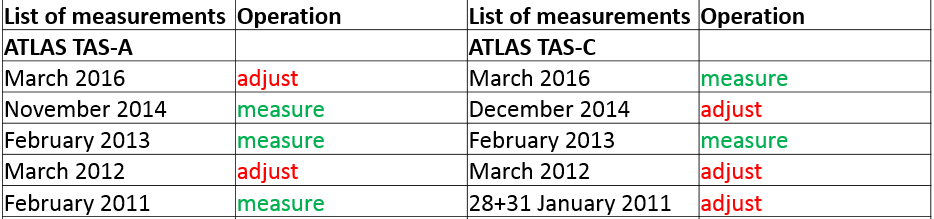 List of measurements Operation List of measurements Operation
ATLAS TAS-A ATLAS TAS-C
March 2016 adjust March 2016 measure
November 2014 measure December 2014 adjust
February 2013 measure February 2013 measure
March 2012 adjust March 2012 adjust
February 2011 measure 28+31 January 2011 adjust